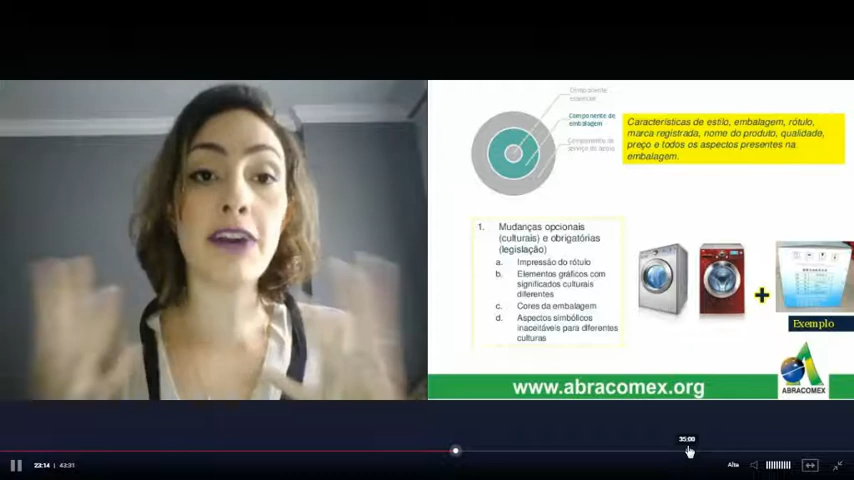 Componente
essencial
Componente de
embalagem
Componente de
serviço de apoio
Características de estilo, embalagem, rótulo,
marca registrada, nome do produto, qualidade,
preço e todos os aspectos presentes na
embalagem.
1. Mudanças opcionais
(culturais) e obrigatórias
(legislação)
a. Impressão do rótulo
b. Elementos gráficos com
significados culturais
diferentes
c. Cores da embalagem
d. Aspectos simbólicos
inaceitáveis para diferentes
culturas
+
Exemplo
www.abracomex.org
ABRACOMEX
35:00
23:14 | 43:31
Alta